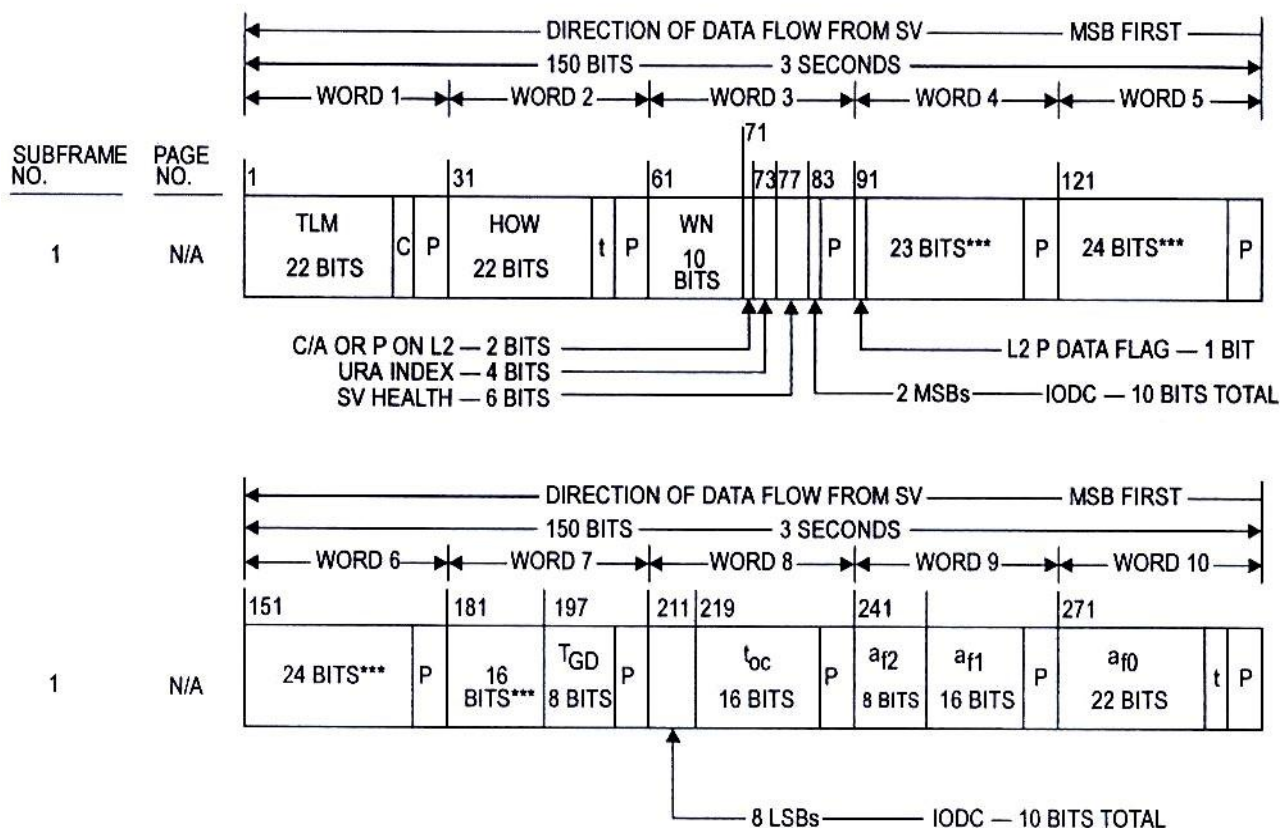 DIRECTION OF DATA FLOW FROM SV MSB FIRST
150 BITS 3 SECONDS
WORD 1 WORD 2 WORD 3 WORD 4 WORD 5
71
SUBFRAME NO. PAGE NO.
1 31 61 73 77 83 91 121
1 N/A
TLM 22 BITS C P
HOW 22 BITS t P
WN 10 BITS P
23 BITS*** P
24 BITS*** P
C/A OR P ON L2 — 2 BITS
URA INDEX — 4 BITS
SV HEALTH — 6 BITS
L2 P DATA FLAG — 1 BIT
2 MSBs IODC — 10 BITS TOTAL
DIRECTION OF DATA FLOW FROM SV MSB FIRST
150 BITS 3 SECONDS
WORD 6 WORD 7 WORD 8 WORD 9 WORD 10
151 181 197 211 219 241 271
1 N/A
24 BITS*** P
16 BITS***
TGD 8 BITS P
toc 16 BITS P
af2 8 BITS
af1 16 BITS P
af0 22 BITS t P
8 LSBs IODC — 10 BITS TOTAL